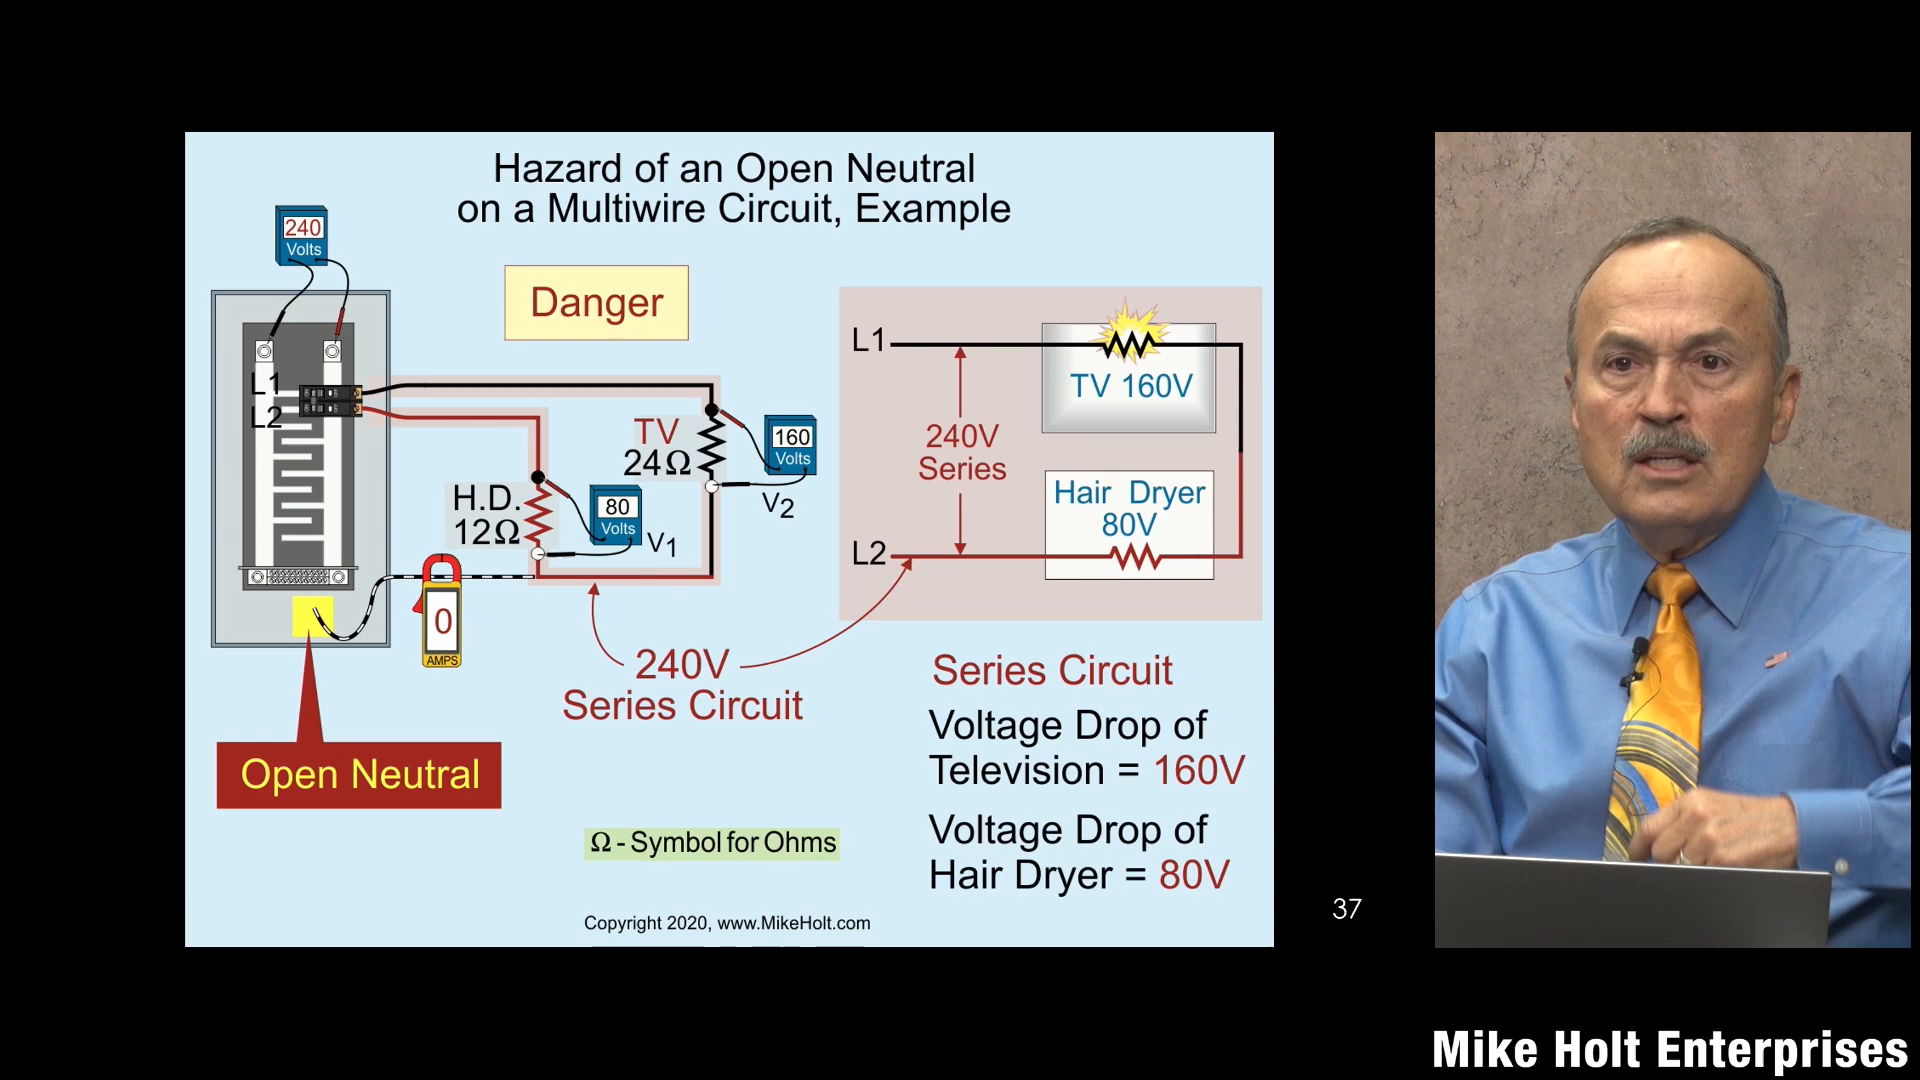 Hazard of an Open Neutral
on a Multiwire Circuit, Example
240
Volts
Danger
L1
L2
TV
24Ω
160
Volts
V2
H.D.
12Ω
80
Volts
V1
0
AMPS
240V
Series Circuit
Open Neutral
Ω - Symbol for Ohms
Copyright 2020, www.MikeHolt.com
L1
TV 160V
240V
Series
Hair Dryer
80V
L2
Series Circuit
Voltage Drop of
Television = 160V
Voltage Drop of
Hair Dryer = 80V
37
Mike Holt Enterprises